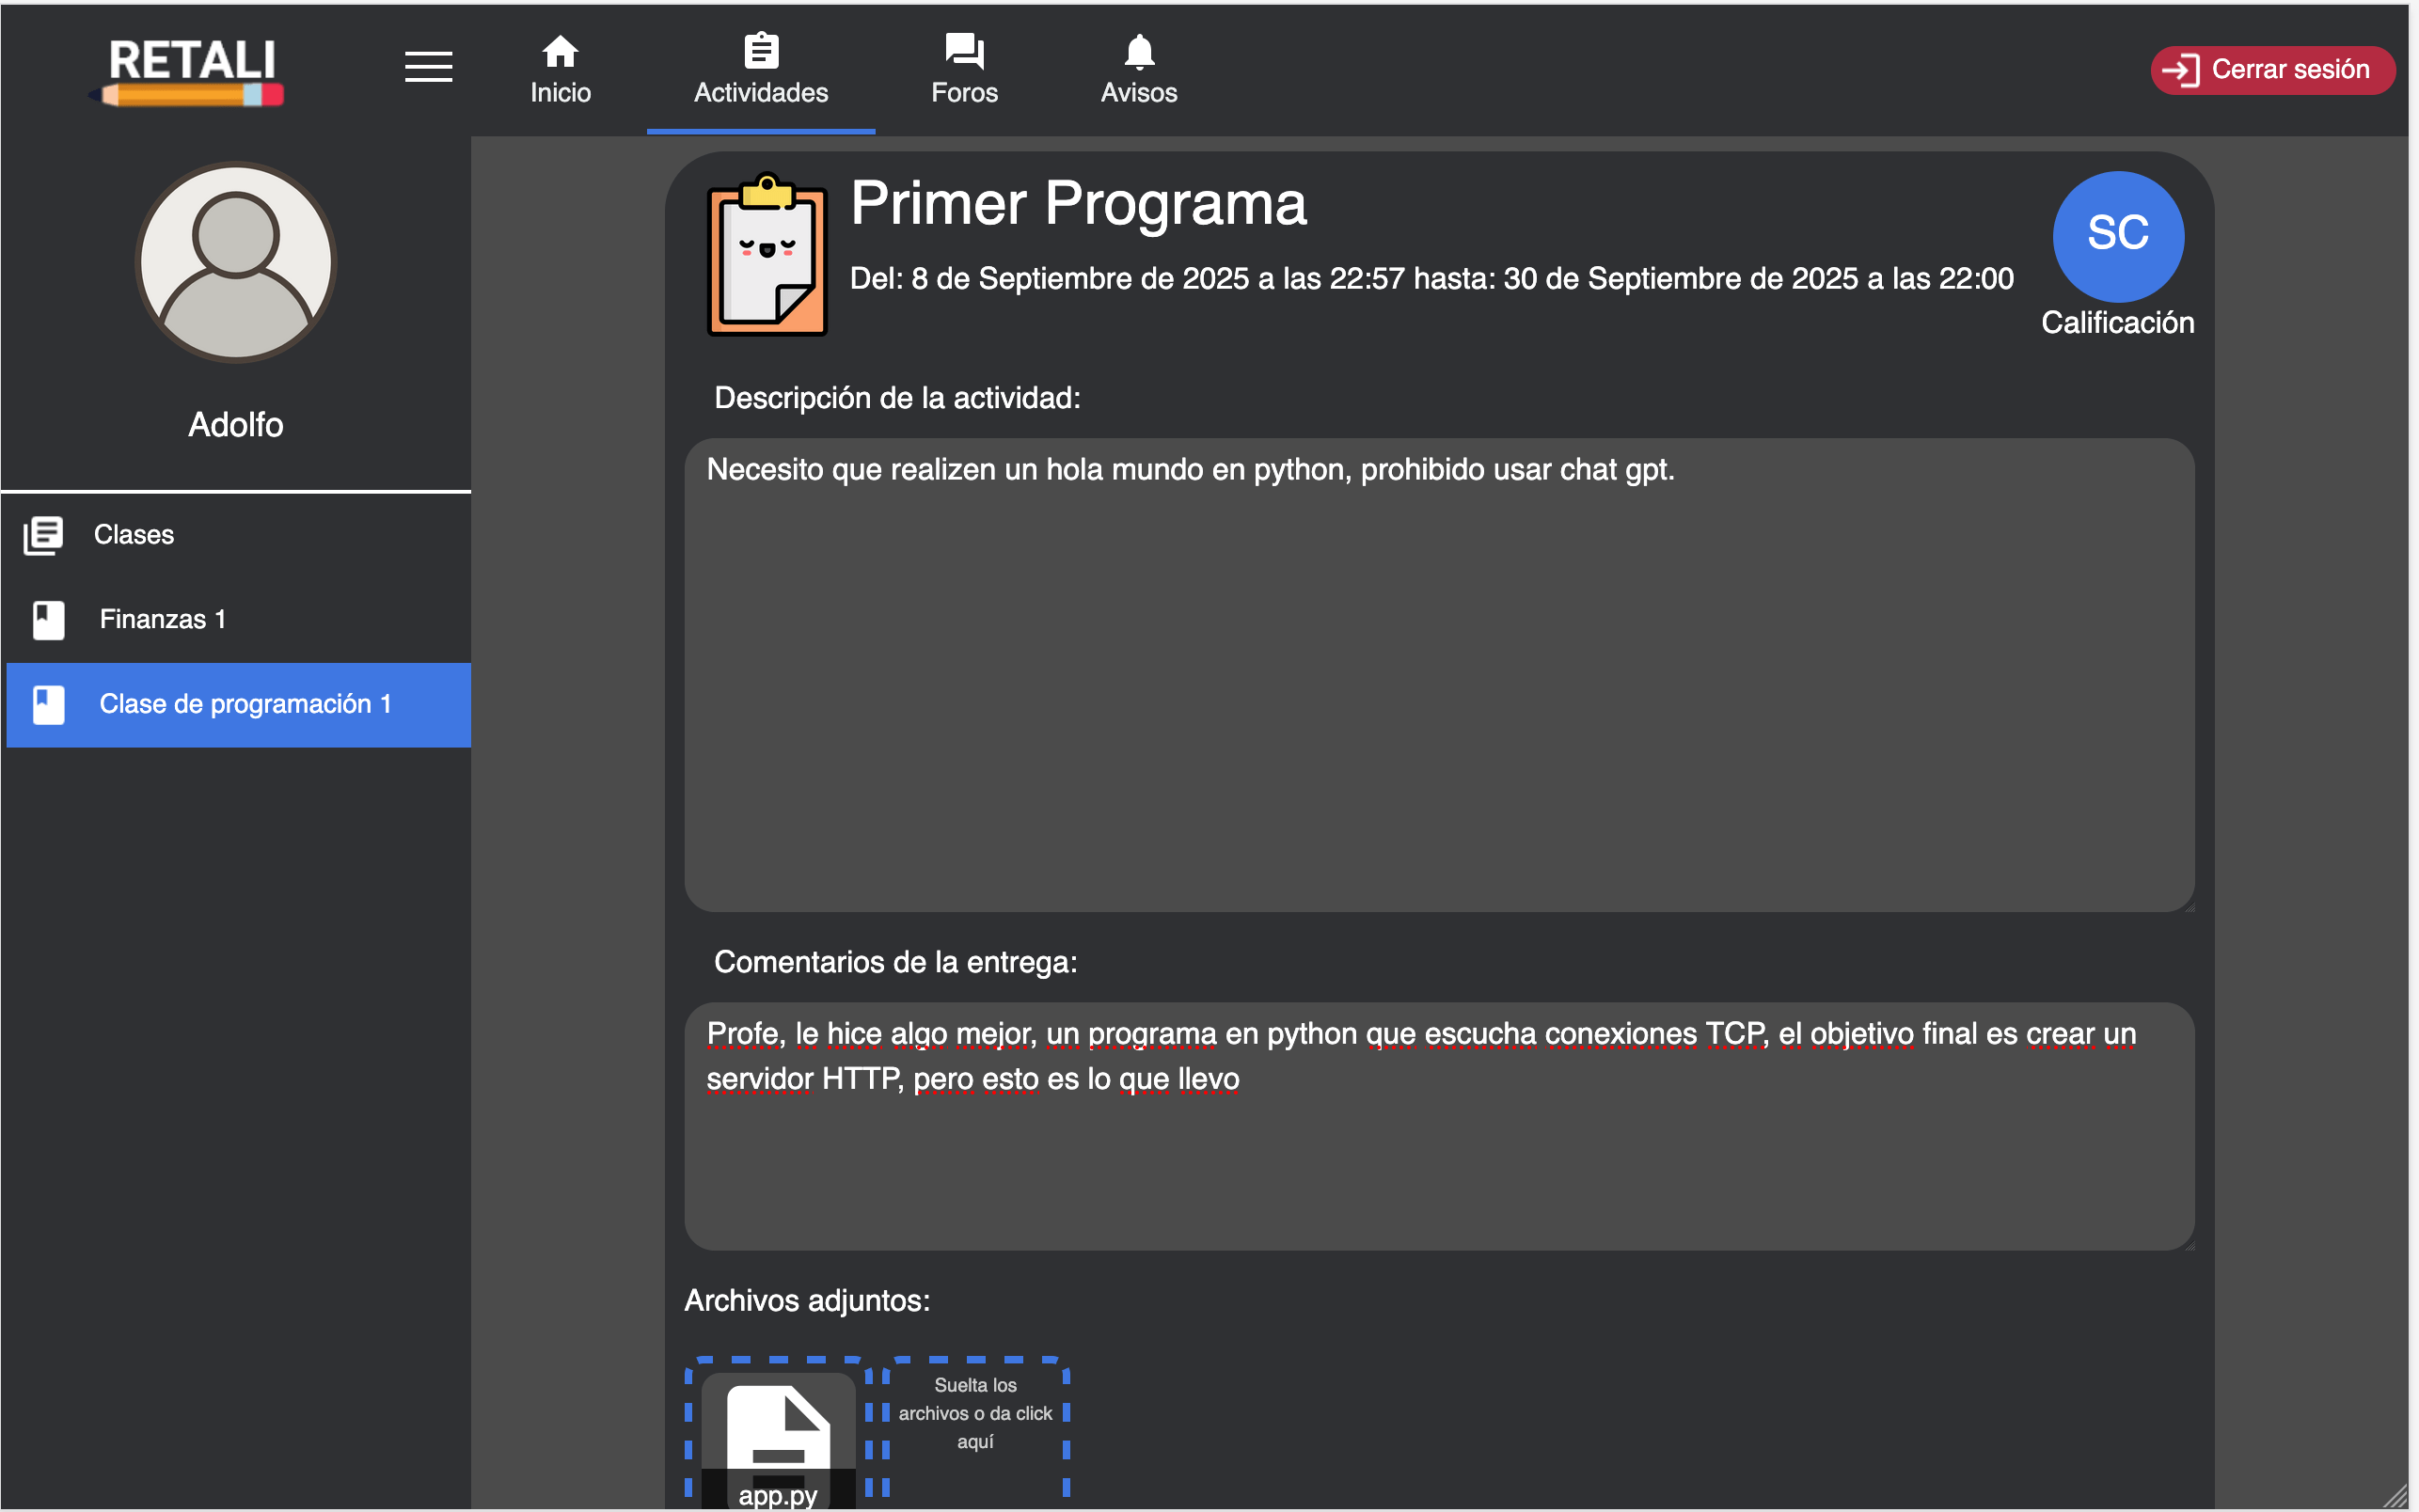 RETALI
Inicio
Actividades
Foros
Avisos
Cerrar sesión
Adolfo
Clases
Finanzas 1
Clase de programación 1
Primer Programa
Del: 8 de Septiembre de 2025 a las 22:57 hasta: 30 de Septiembre de 2025 a las 22:00
SC
Calificación
Descripción de la actividad:
Necesito que realizen un hola mundo en python, prohibido usar chat gpt.
Comentarios de la entrega:
Profe, le hice algo mejor, un programa en python que escucha conexiones TCP, el objetivo final es crear un
servidor HTTP, pero esto es lo que llevo
Archivos adjuntos:
app.py
Suelta los
archivos o da click
aquí